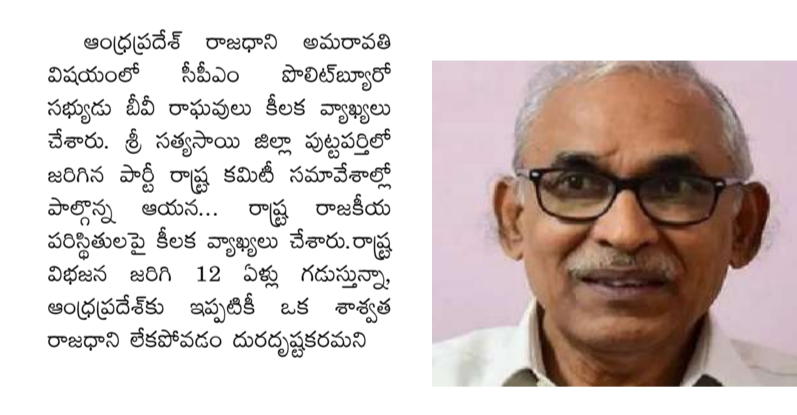 ఆంధ్రప్రదేశ్ రాజధాని అమరావతి
విషయంలో సీపీఎం పొలిట్‌బ్యూరో
సభ్యుడు బీవీ రాఘవులు కీలక వ్యాఖ్యలు
చేశారు. శ్రీ సత్యసాయి జిల్లా పుట్టపర్తిలో
జరిగిన పార్టీ రాష్ట్ర కమిటీ సమావేశాల్లో
పాల్గొన్న ఆయన... రాష్ట్ర రాజకీయ
పరిస్థితులపై కీలక వ్యాఖ్యలు చేశారు.రాష్ట్ర
విభజన జరిగి 12 ఏళ్లు గడుస్తున్నా,
ఆంధ్రప్రదేశ్‌కు ఇప్పటికీ ఒక శాశ్వత
రాజధాని లేకపోవడం దురదృష్టకరమని